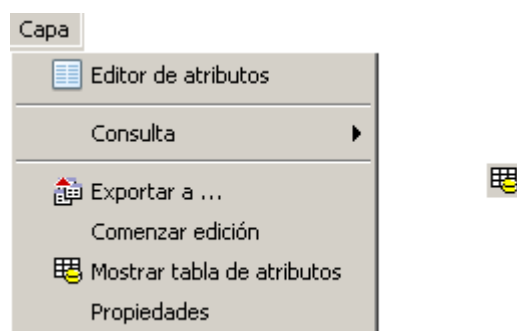 Capa
Editor de atributos
Consulta
Exportar a ...
Comenzar edición
Mostrar tabla de atributos
Propiedades